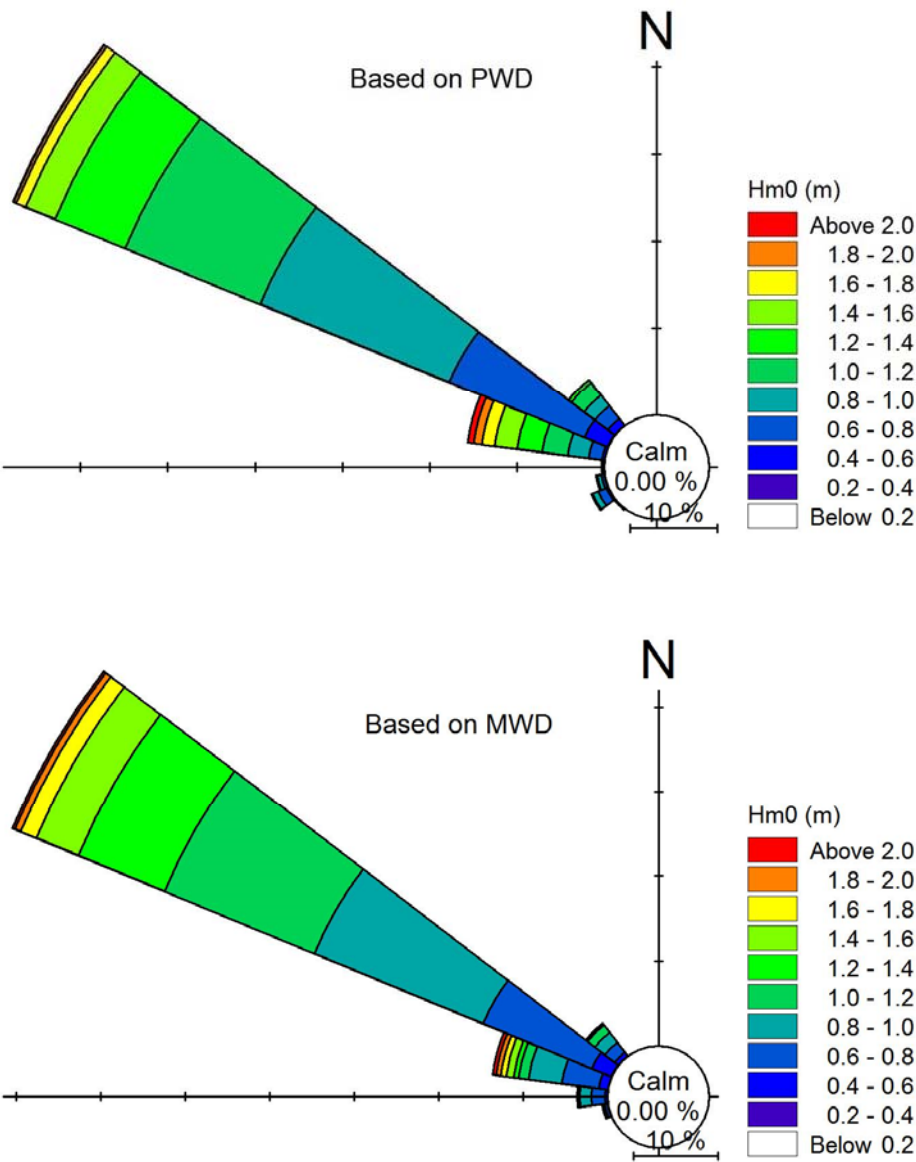 N
Based on PWD
Hm0 (m)
Above 2.0
1.8 - 2.0
1.6 - 1.8
1.4 - 1.6
1.2 - 1.4
1.0 - 1.2
0.8 - 1.0
0.6 - 0.8
0.4 - 0.6
0.2 - 0.4
Below 0.2
Calm
0.00 %
10 %
N
Based on MWD
Hm0 (m)
Above 2.0
1.8 - 2.0
1.6 - 1.8
1.4 - 1.6
1.2 - 1.4
1.0 - 1.2
0.8 - 1.0
0.6 - 0.8
0.4 - 0.6
0.2 - 0.4
Below 0.2
Calm
0.00 %
10 %